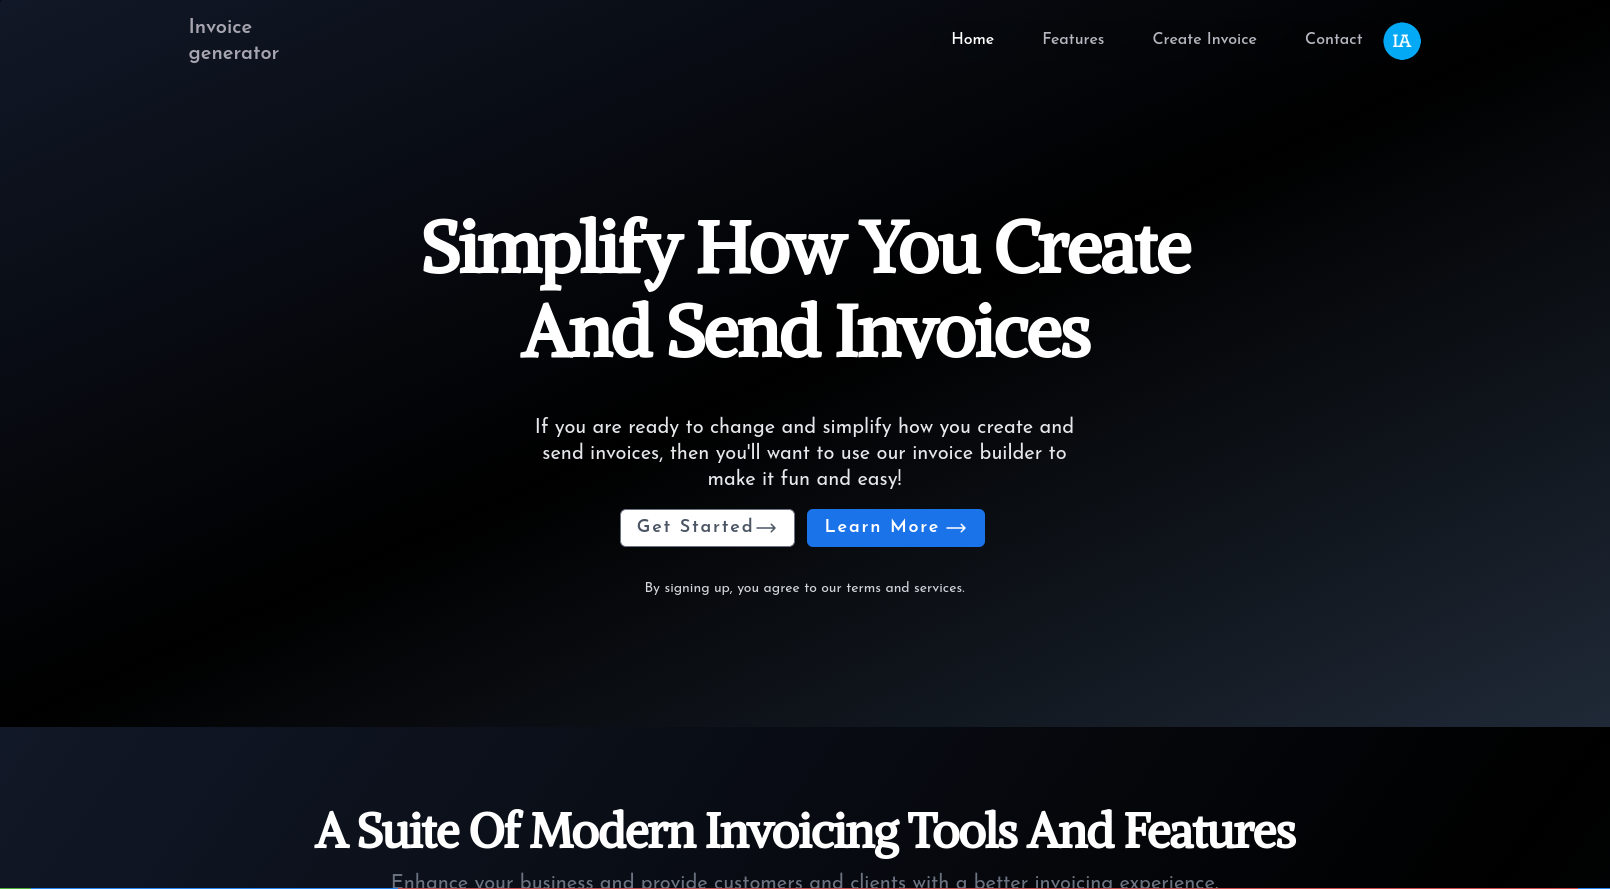 Invoice
generator
Home
Features
Create Invoice
Contact
IA
Simplify How You Create
And Send Invoices
If you are ready to change and simplify how you create and
send invoices, then you'll want to use our invoice builder to
make it fun and easy!
Get Started
Learn More
By signing up, you agree to our terms and services.
A Suite Of Modern Invoicing Tools And Features
Enhance your business and provide customers and clients with a better invoicing experience.